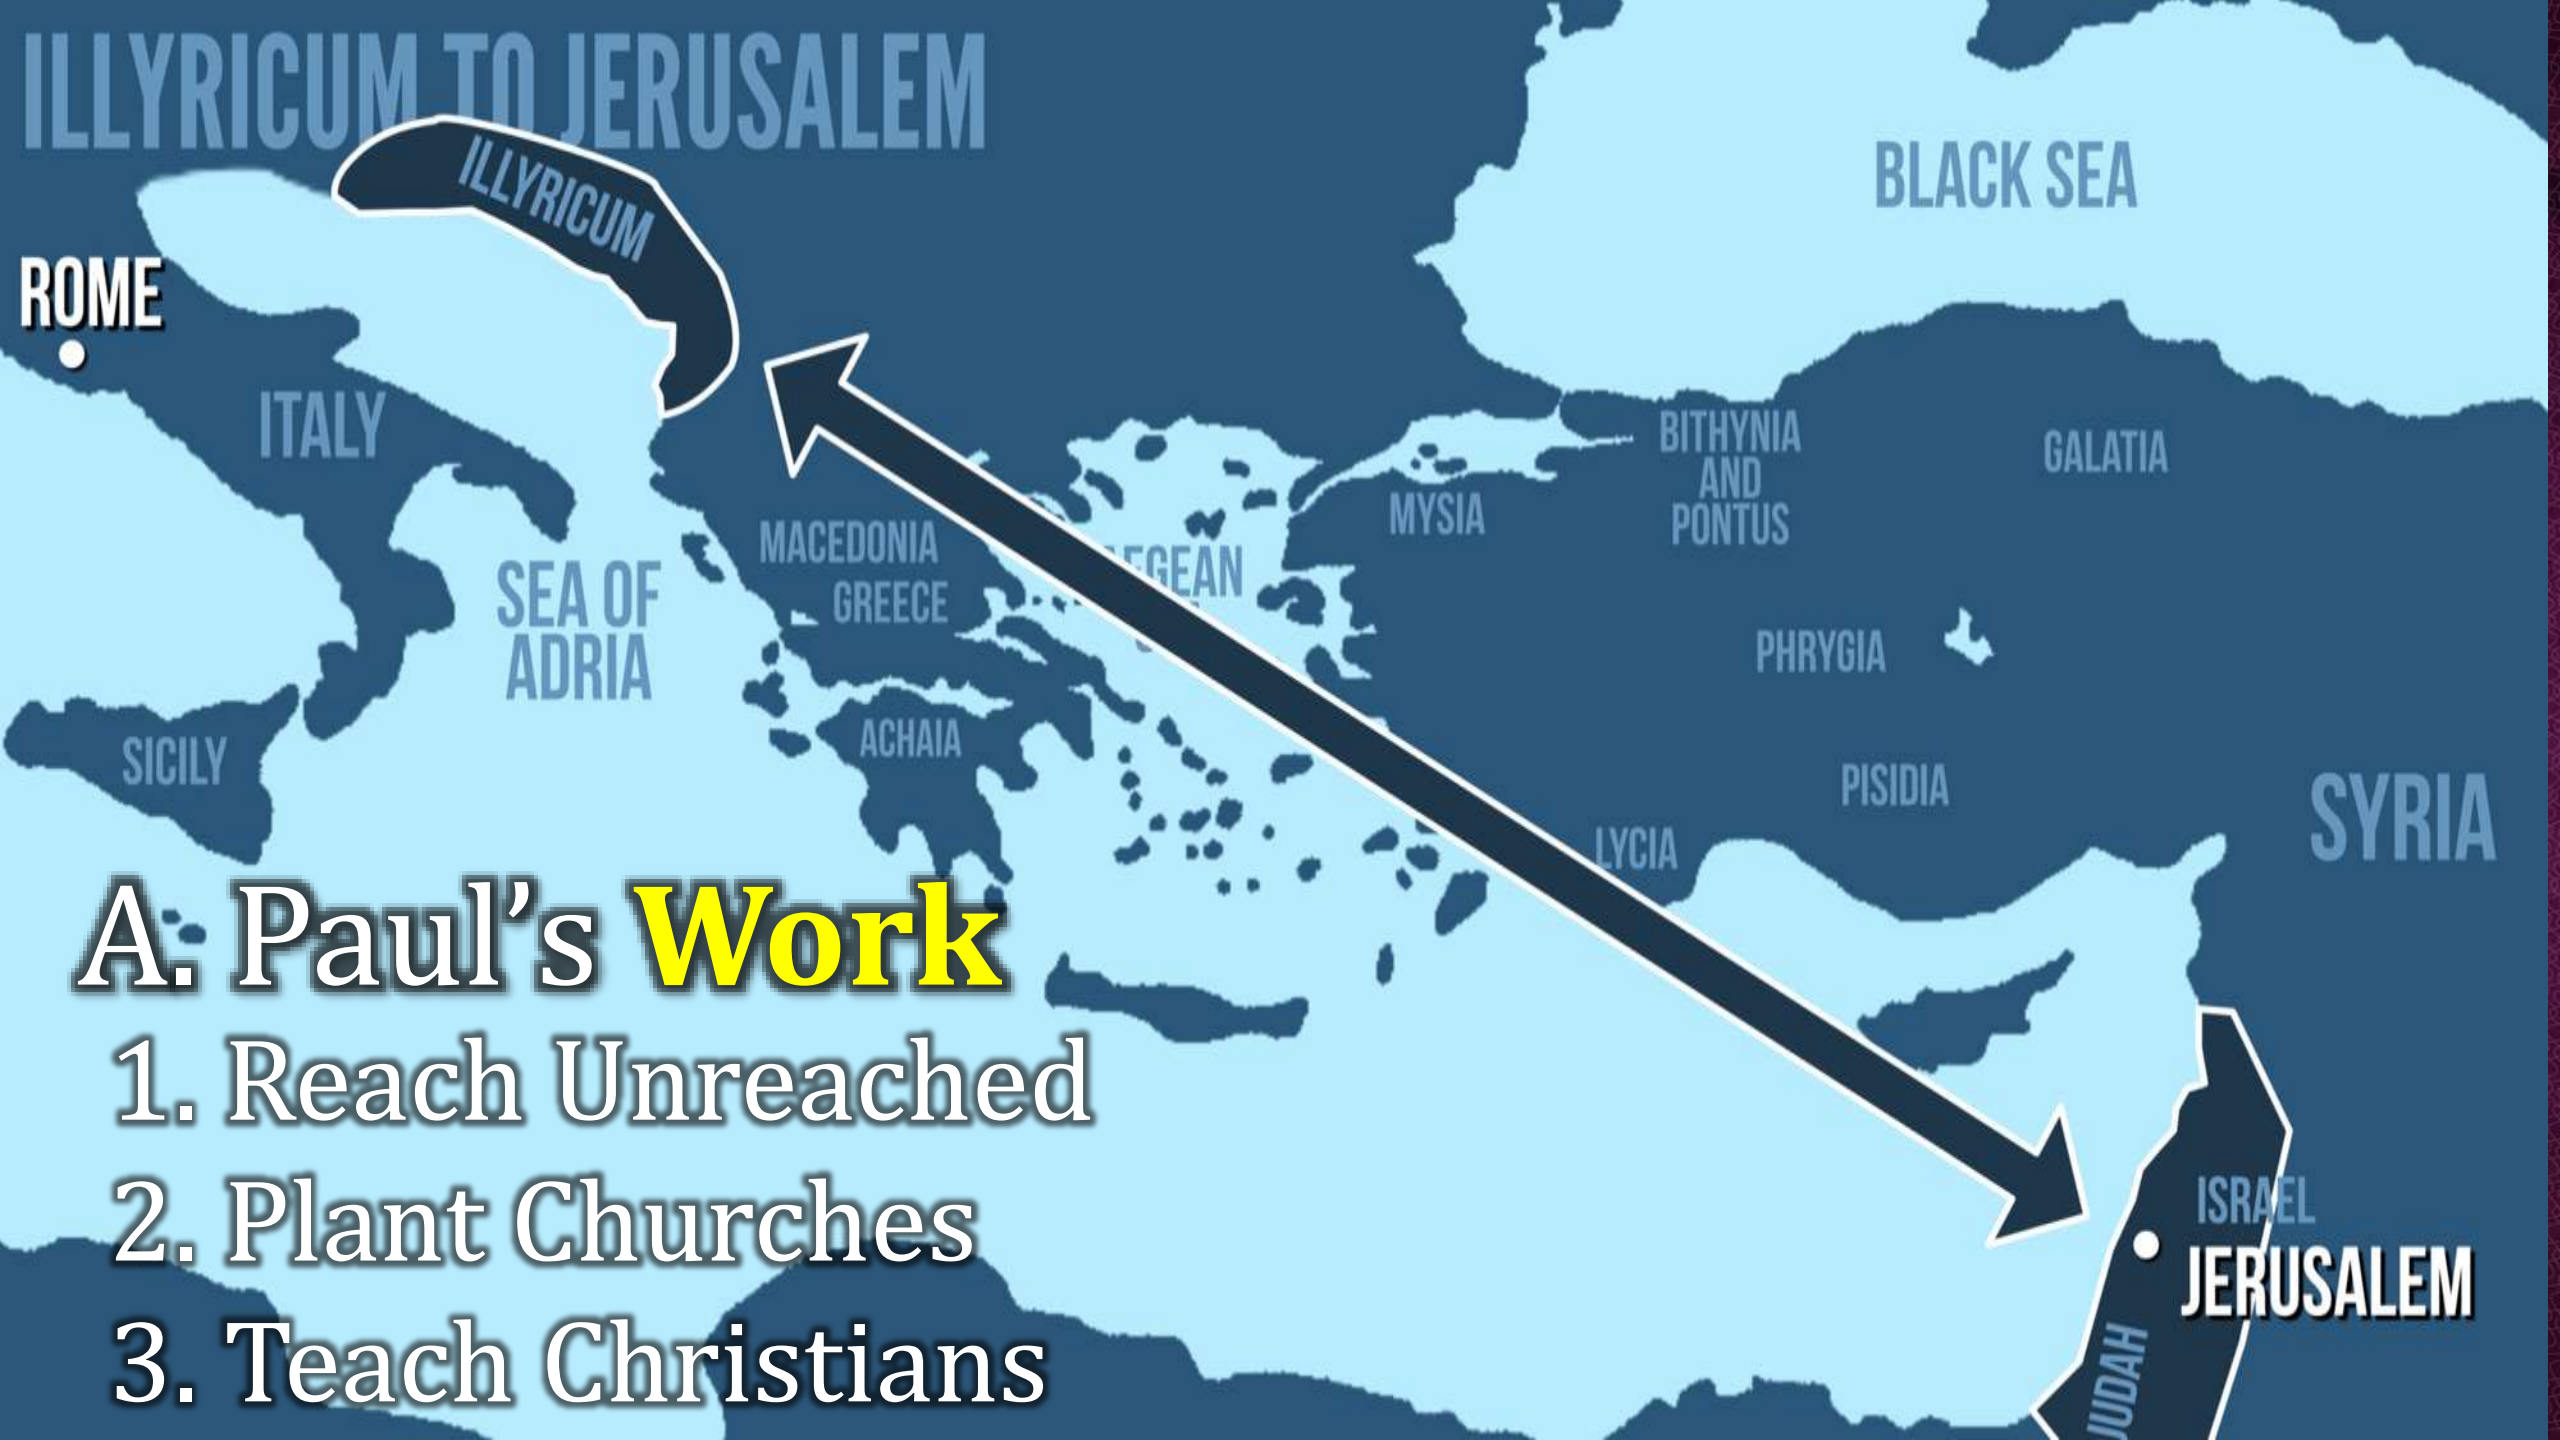 ILLYRICUM TO JERUSALEM
ILLYRICUM
BLACK SEA
ROME
ITALY
BITHYNIA
AND
PONTUS
GALATIA
MYSIA
MACEDONIA
GREECE
SEA OF
ADRIA
PHRYGIA
ACHAIA
SICILY
PISIDIA
SYRIA
LYCIA
A. Paul’s Work
1. Reach Unreached
2. Plant Churches
3. Teach Christians
ISRAEL
JERUSALEM
JUDAH